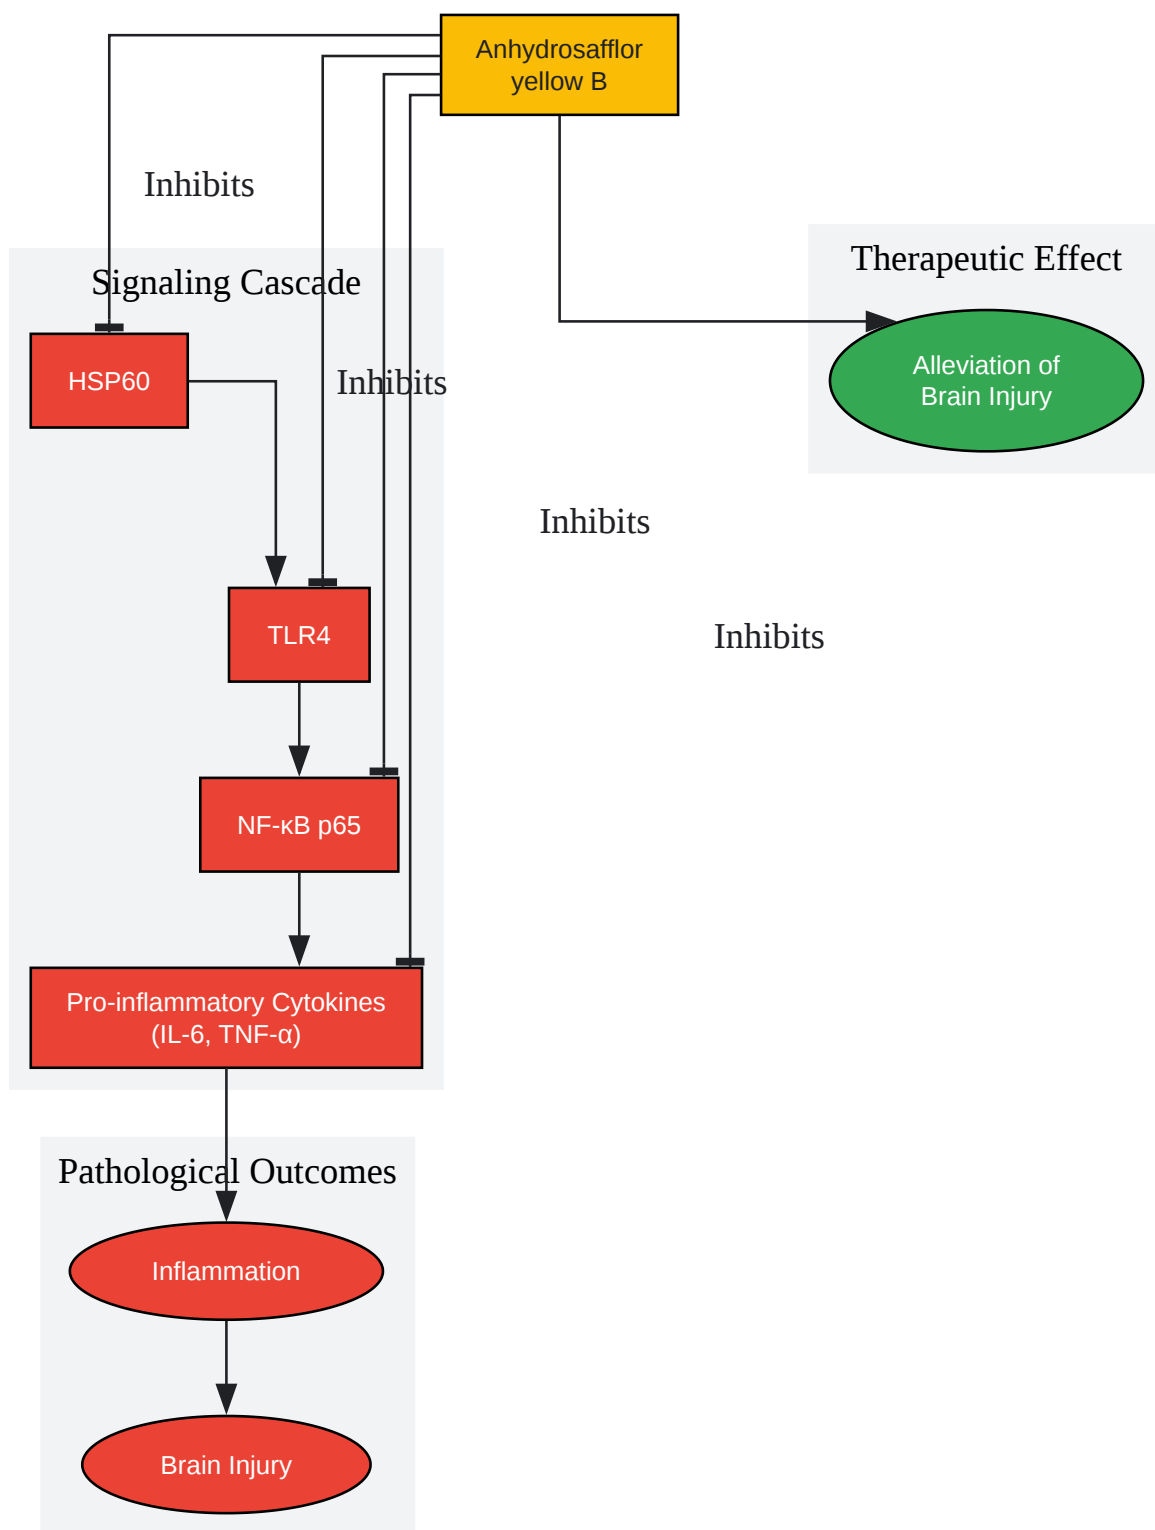 Anhydrosafflor
yellow B
Inhibits
Therapeutic Effect
Signaling Cascade
Alleviation of
Brain Injury
HSP60
Inhibits
Inhibits
TLR4
Inhibits
NF-κB p65
Pro-inflammatory Cytokines
(IL-6, TNF-α)
Pathological Outcomes
Inflammation
Brain Injury